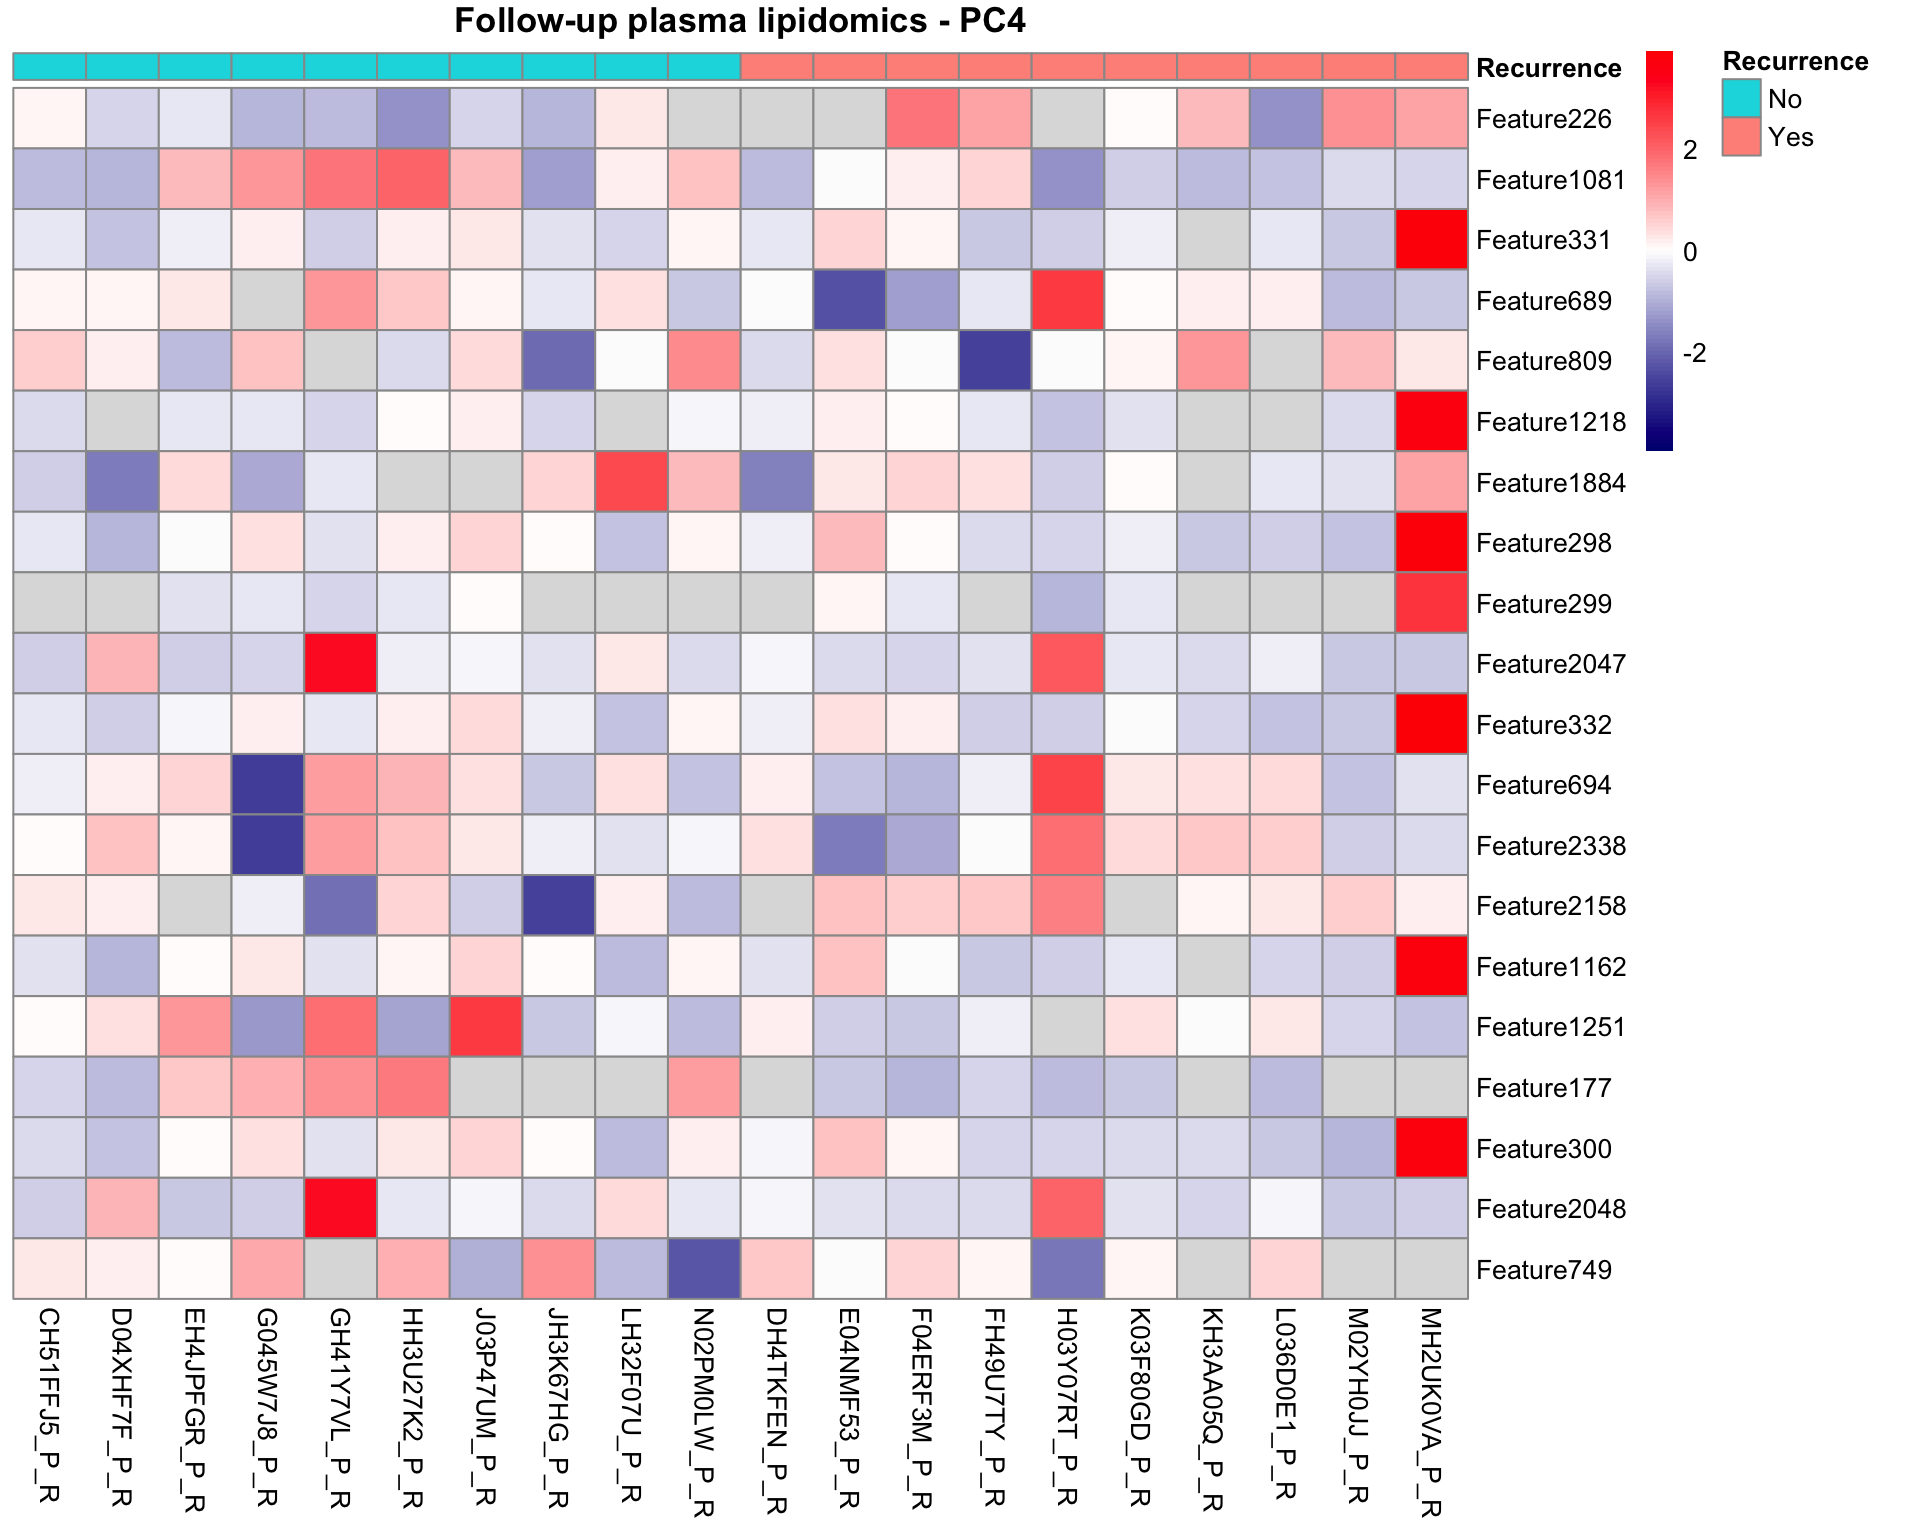 Follow-up plasma lipidomics - PC4
Recurrence
Recurrence
No
Yes
2
0
-2
Feature226
Feature1081
Feature331
Feature689
Feature809
Feature1218
Feature1884
Feature298
Feature299
Feature2047
Feature332
Feature694
Feature2338
Feature2158
Feature1162
Feature1251
Feature177
Feature300
Feature2048
Feature749
CH51FFJ5_P_R
D04XHF7F_P_R
EH4JPFGR_P_R
G045W7J8_P_R
GH41Y7VL_P_R
HH3U27K2_P_R
J03P47UM_P_R
JH3K67HG_P_R
LH32F07U_P_R
N02PM0LW_P_R
DH4TKFEN_P_R
E04NMF53_P_R
F04ERF3M_P_R
FH49U7TY_P_R
H03Y07RT_P_R
K03F80GD_P_R
KH3AA05Q_P_R
L036D0E1_P_R
M02YH0JJ_P_R
MH2UK0VA_P_R